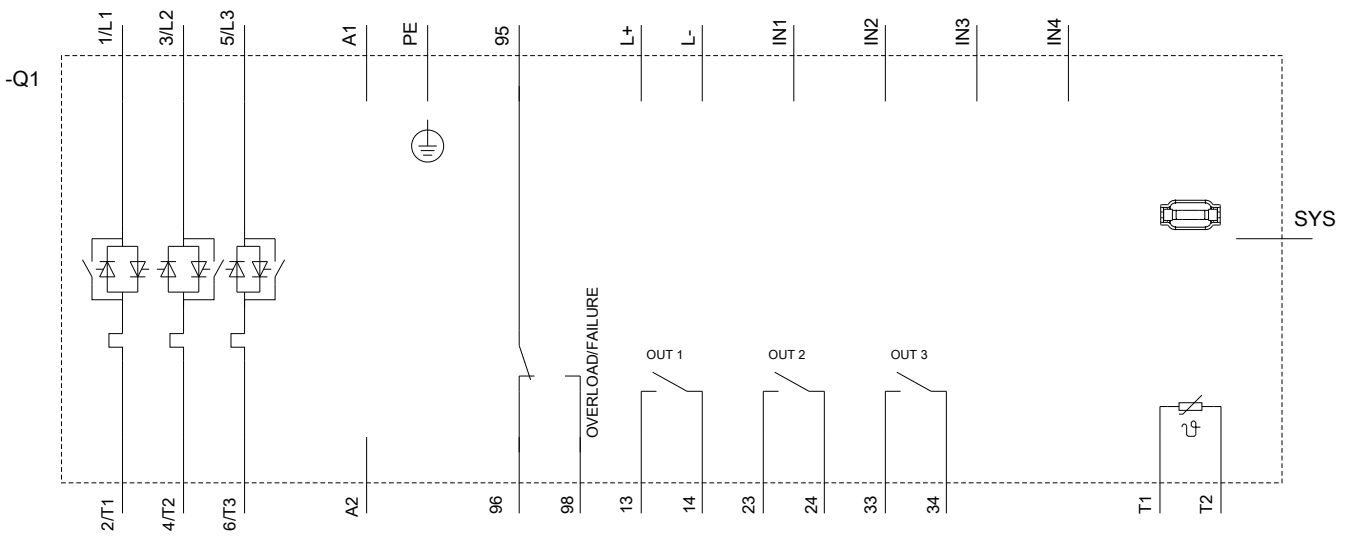 1/L1
3/L2
5/L3
A1
PE
95
L+
L-
IN1
IN2
IN3
IN4
-Q1
SYS
OVERLOAD/FAILURE
OUT 1
OUT 2
OUT 3
ϑ
2/T1
4/T2
6/T3
A2
96
98
13
14
23
24
33
34
T1
T2